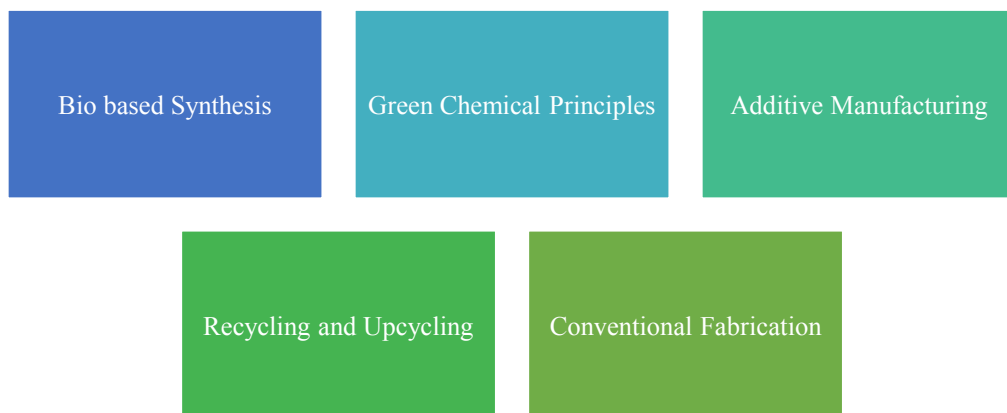 Bio based Synthesis
Green Chemical Principles
Additive Manufacturing
Recycling and Upcycling
Conventional Fabrication